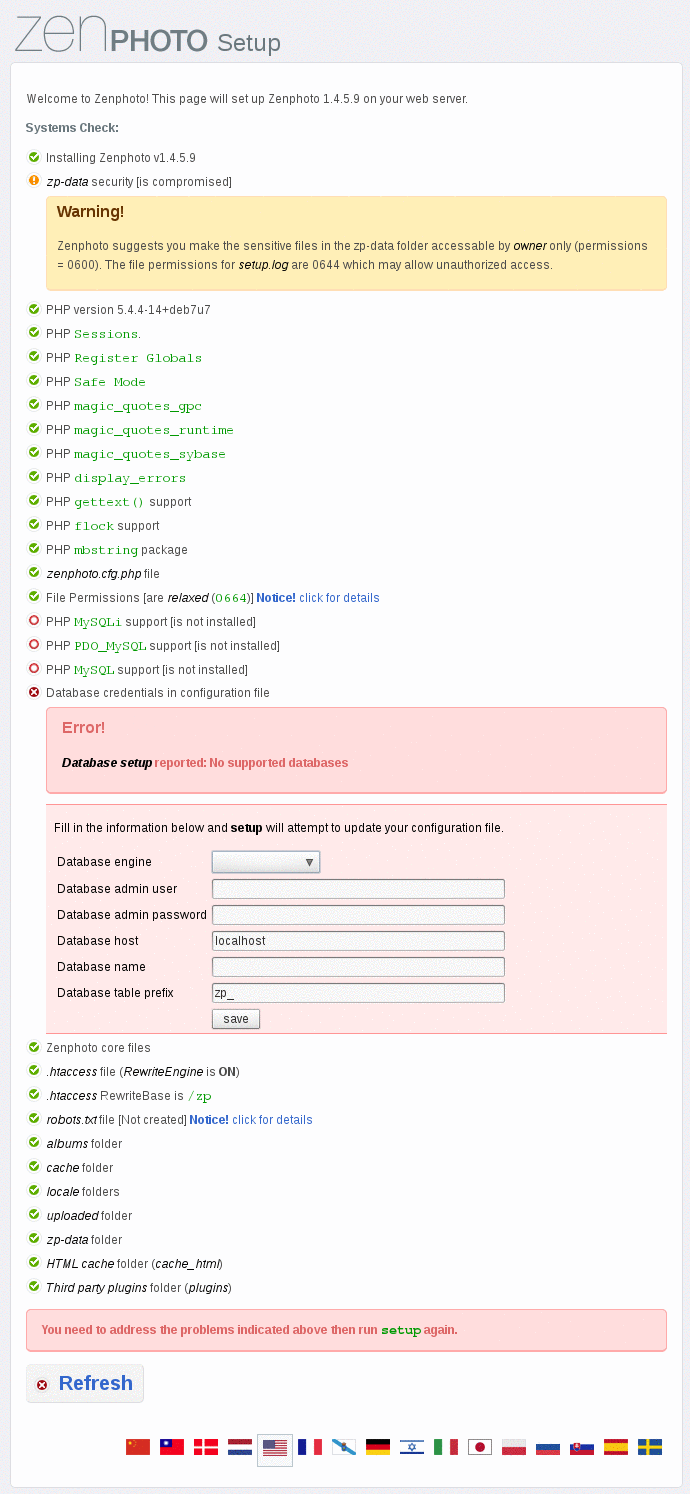 zenPHOTO Setup
Welcome to Zenphoto! This page will set up Zenphoto 1.4.5.9 on your web server.
Systems Check:
Installing Zenphoto v1.4.5.9
zp-data security [is compromised]
Warning!
Zenphoto suggests you make the sensitive files in the zp-data folder accessable by owner only (permissions
= 0600). The file permissions for setup.log are 0644 which may allow unauthorized access.
PHP version 5.4.4-14+deb7u7
PHP Sessions.
PHP Register Globals
PHP Safe Mode
PHP magic_quotes_gpc
PHP magic_quotes_runtime
PHP magic_quotes_sybase
PHP display_errors
PHP gettext() support
PHP flock support
PHP mbstring package
zenphoto.cfg.php file
File Permissions [are relaxed (0664)] Notice! click for details
PHP MySQLi support [is not installed]
PHP PDO_MySQL support [is not installed]
PHP MySQL support [is not installed]
Database credentials in configuration file
Error!
Database setup reported: No supported databases
Fill in the information below and setup will attempt to update your configuration file.
Database engine
Database admin user
Database admin password
Database host localhost
Database name
Database table prefix zp_
save
Zenphoto core files
.htaccess file (RewriteEngine is ON)
.htaccess RewriteBase is /zp
robots.txt file [Not created] Notice! click for details
albums folder
cache folder
locale folders
uploaded folder
zp-data folder
HTML cache folder (cache_html)
Third party plugins folder (plugins)
You need to address the problems indicated above then run setup again.
Refresh